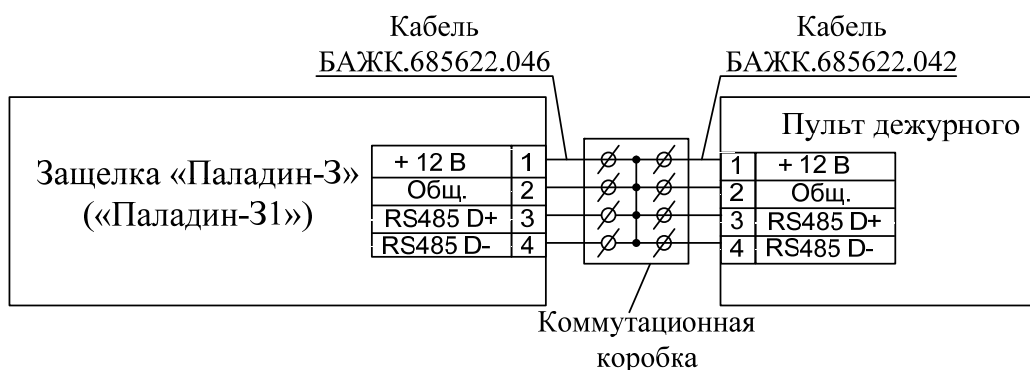 Кабель
БАЖК.685622.046
Кабель
БАЖК.685622.042
Защелка «Паладин-З»
(«Паладин-З1»)
+ 12 В 1
Общ. 2
RS485 D+ 3
RS485 D- 4
Пульт дежурного
1 + 12 В
2 Общ.
3 RS485 D+
4 RS485 D-
Коммутационная
коробка